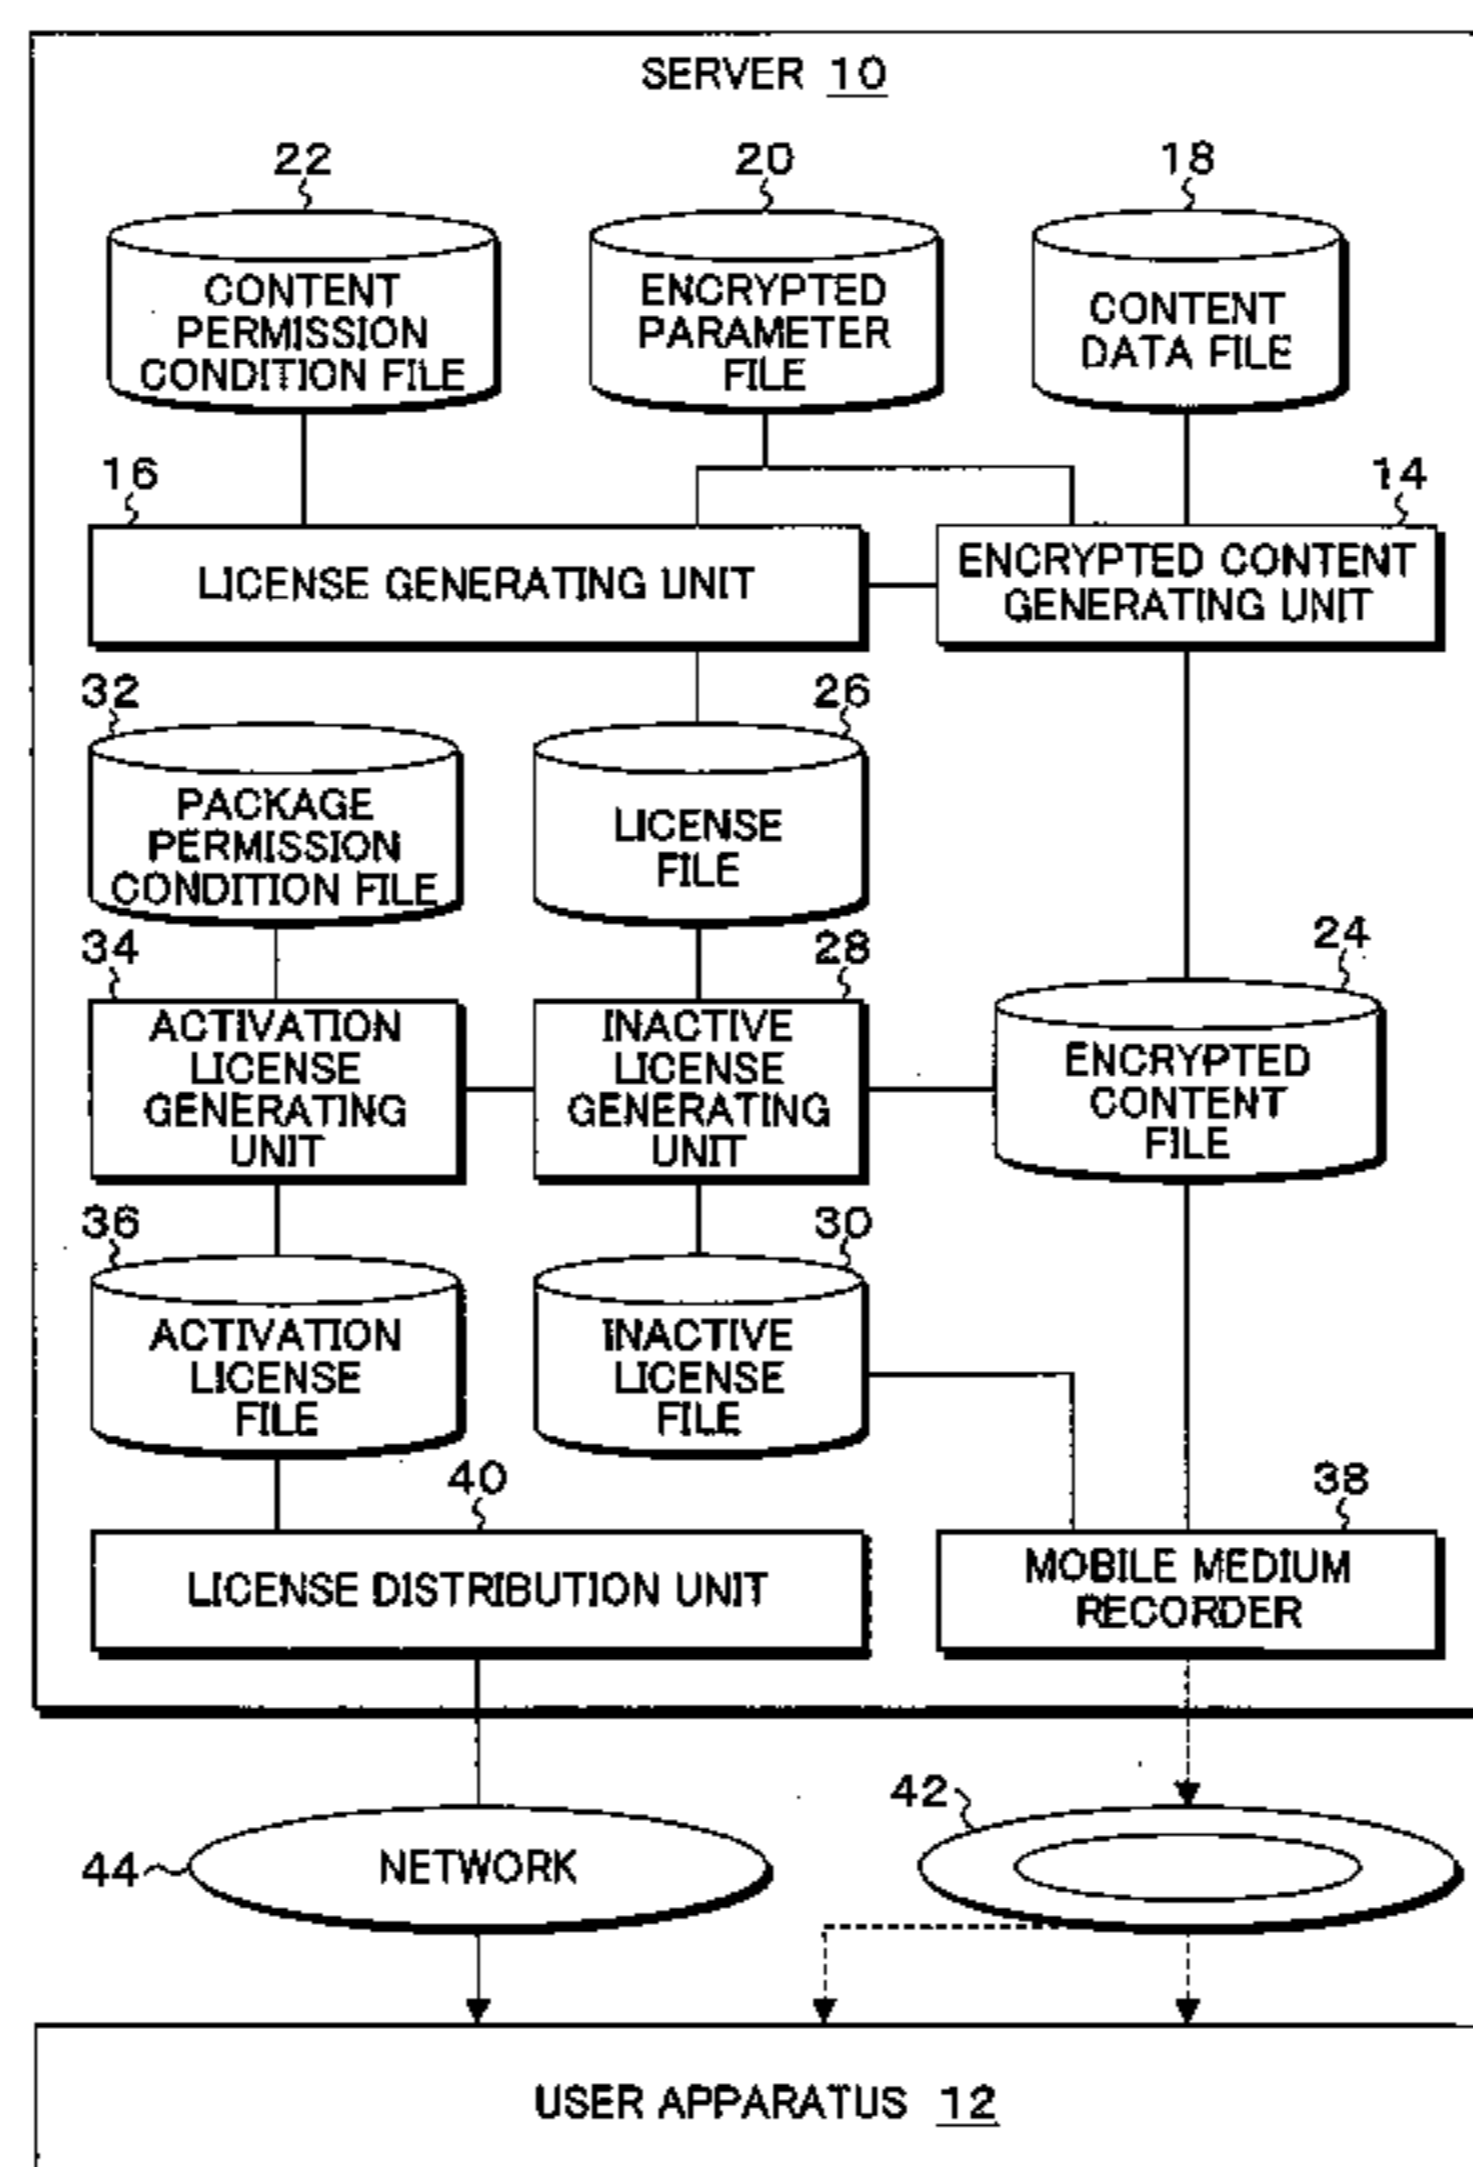 SERVER 10
22
20
18
CONTENT
PERMISSION
CONDITION FILE
ENCRYPTED
PARAMETER
FILE
CONTENT
DATA FILE
16
14
LICENSE GENERATING UNIT
ENCRYPTED CONTENT
GENERATING UNIT
32
26
PACKAGE
PERMISSION
CONDITION FILE
LICENSE
FILE
34
28
24
ACTIVATION
LICENSE
GENERATING
UNIT
INACTIVE
LICENSE
GENERATING
UNIT
ENCRYPTED
CONTENT
FILE
36
30
ACTIVATION
LICENSE
FILE
INACTIVE
LICENSE
FILE
40
38
LICENSE DISTRIBUTION UNIT
MOBILE MEDIUM
RECORDER
42
44
NETWORK
USER APPARATUS 12